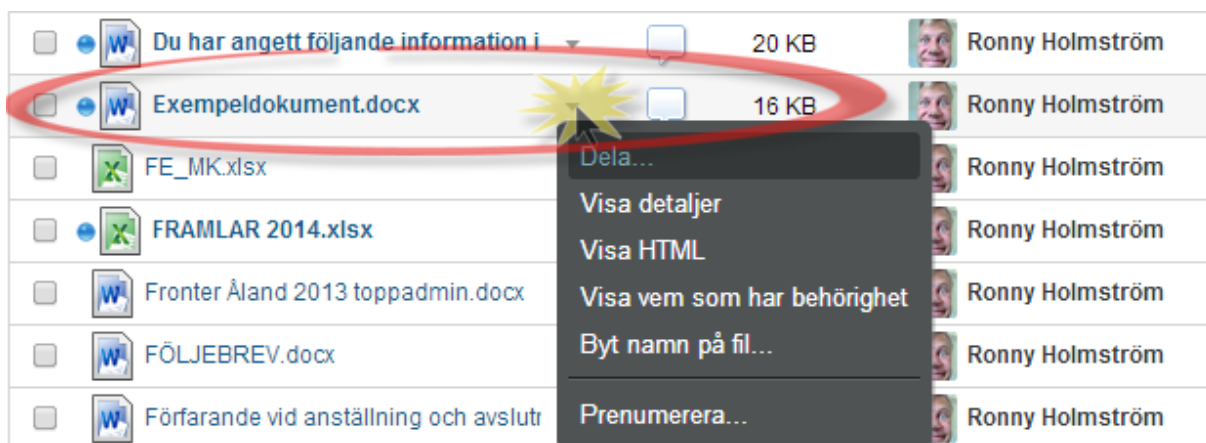 Du har angett följande information i 20 KB Ronny Holmström
Exempeldokument.docx 16 KB Ronny Holmström
Dela...
FE_MK.xlsx Ronny Holmström
Visa detaljer
FRAMLAR 2014.xlsx Ronny Holmström
Visa HTML
Fronter Åland 2013 toppadmin.docx Visa vem som har behörighet Ronny Holmström
Byt namn på fil...
FÖLJEBREV.docx Ronny Holmström
Förfarande vid anställning och avslutn Prenumerera... Ronny Holmström